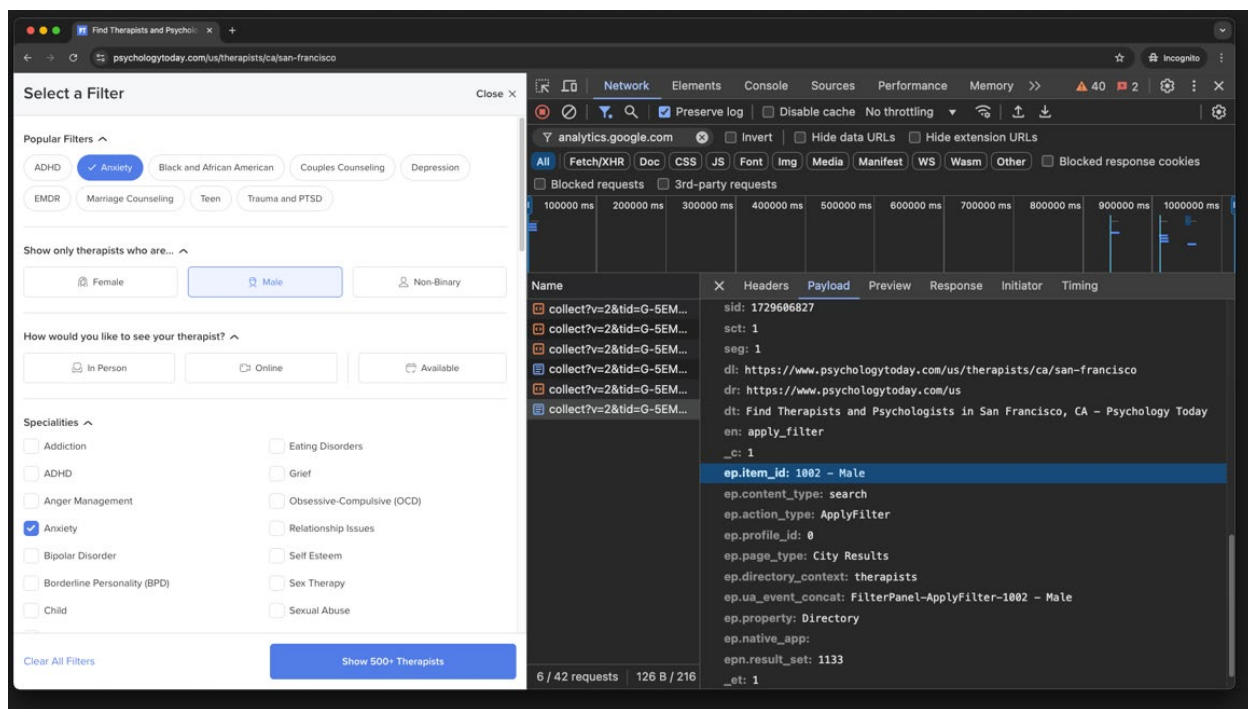 Find Therapists and Psycholo
psychologytoday.com/us/therapists/ca/san-francisco
Incognito
Select a Filter
Close ×
Popular Filters
ADHD
Anxiety
Black and African American
Couples Counseling
Depression
EMDR
Marriage Counseling
Teen
Trauma and PTSD
Show only therapists who are...
Female
Male
Non-Binary
How would you like to see your therapist?
In Person
Online
Available
Specialities
Addiction
Eating Disorders
ADHD
Grief
Anger Management
Obsessive-Compulsive (OCD)
Anxiety
Relationship Issues
Bipolar Disorder
Self Esteem
Borderline Personality (BPD)
Sex Therapy
Child
Sexual Abuse
Clear All Filters
Show 500+ Therapists
Network Elements Console Sources Performance Memory 40 2
Preserve log Disable cache No throttling
analytics.google.com Invert Hide data URLs Hide extension URLs
All Fetch/XHR Doc CSS JS Font Img Media Manifest WS Wasm Other Blocked response cookies
Blocked requests 3rd-party requests
100000 ms 200000 ms 300000 ms 400000 ms 500000 ms 600000 ms 700000 ms 800000 ms 900000 ms 1000000 ms
Name
collect?v=2&tid=G-5EM...
collect?v=2&tid=G-5EM...
collect?v=2&tid=G-5EM...
collect?v=2&tid=G-5EM...
collect?v=2&tid=G-5EM...
collect?v=2&tid=G-5EM...
6 / 42 requests 126 B / 216
Headers Payload Preview Response Initiator Timing
sid: 1729606827
sct: 1
seg: 1
dl: https://www.psychologytoday.com/us/therapists/ca/san-francisco
dr: https://www.psychologytoday.com/us
dt: Find Therapists and Psychologists in San Francisco, CA – Psychology Today
en: apply_filter
_c: 1
ep.item_id: 1002 – Male
ep.content_type: search
ep.action_type: ApplyFilter
ep.profile_id: 0
ep.page_type: City Results
ep.directory_context: therapists
ep.ua_event_concat: FilterPanel–ApplyFilter–1002 – Male
ep.property: Directory
ep.native_app:
epn.result_set: 1133
_et: 1